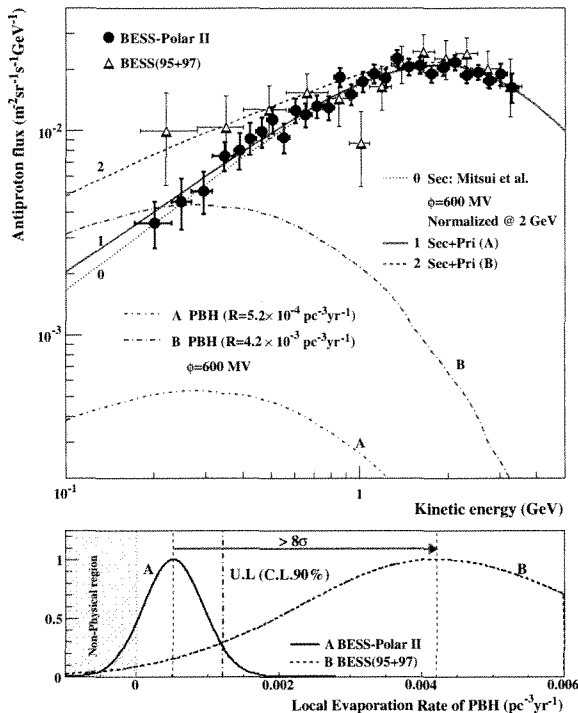 BESS-Polar II
BESS(95+97)
Antiproton flux (m⁻²sr⁻¹s⁻¹GeV⁻¹)
10⁻²
10⁻³
2
1
0
0 Sec: Mitsui et al.
ϕ=600 MV
Normalized @ 2 GeV
1 Sec+Pri (A)
2 Sec+Pri (B)
A PBH (R=5.2× 10⁻⁴ pc⁻³yr⁻¹)
B PBH (R=4.2× 10⁻³ pc⁻³yr⁻¹)
ϕ=600 MV
B
A
10⁻¹
1
Kinetic energy (GeV)
> 8σ
1
0.75
0.5
0.25
0
Non-Physical region
A
U.L (C.L.90%)
B
A BESS-Polar II
B BESS(95+97)
0
0.002
0.004
0.006
Local Evaporation Rate of PBH (pc⁻³yr⁻¹)